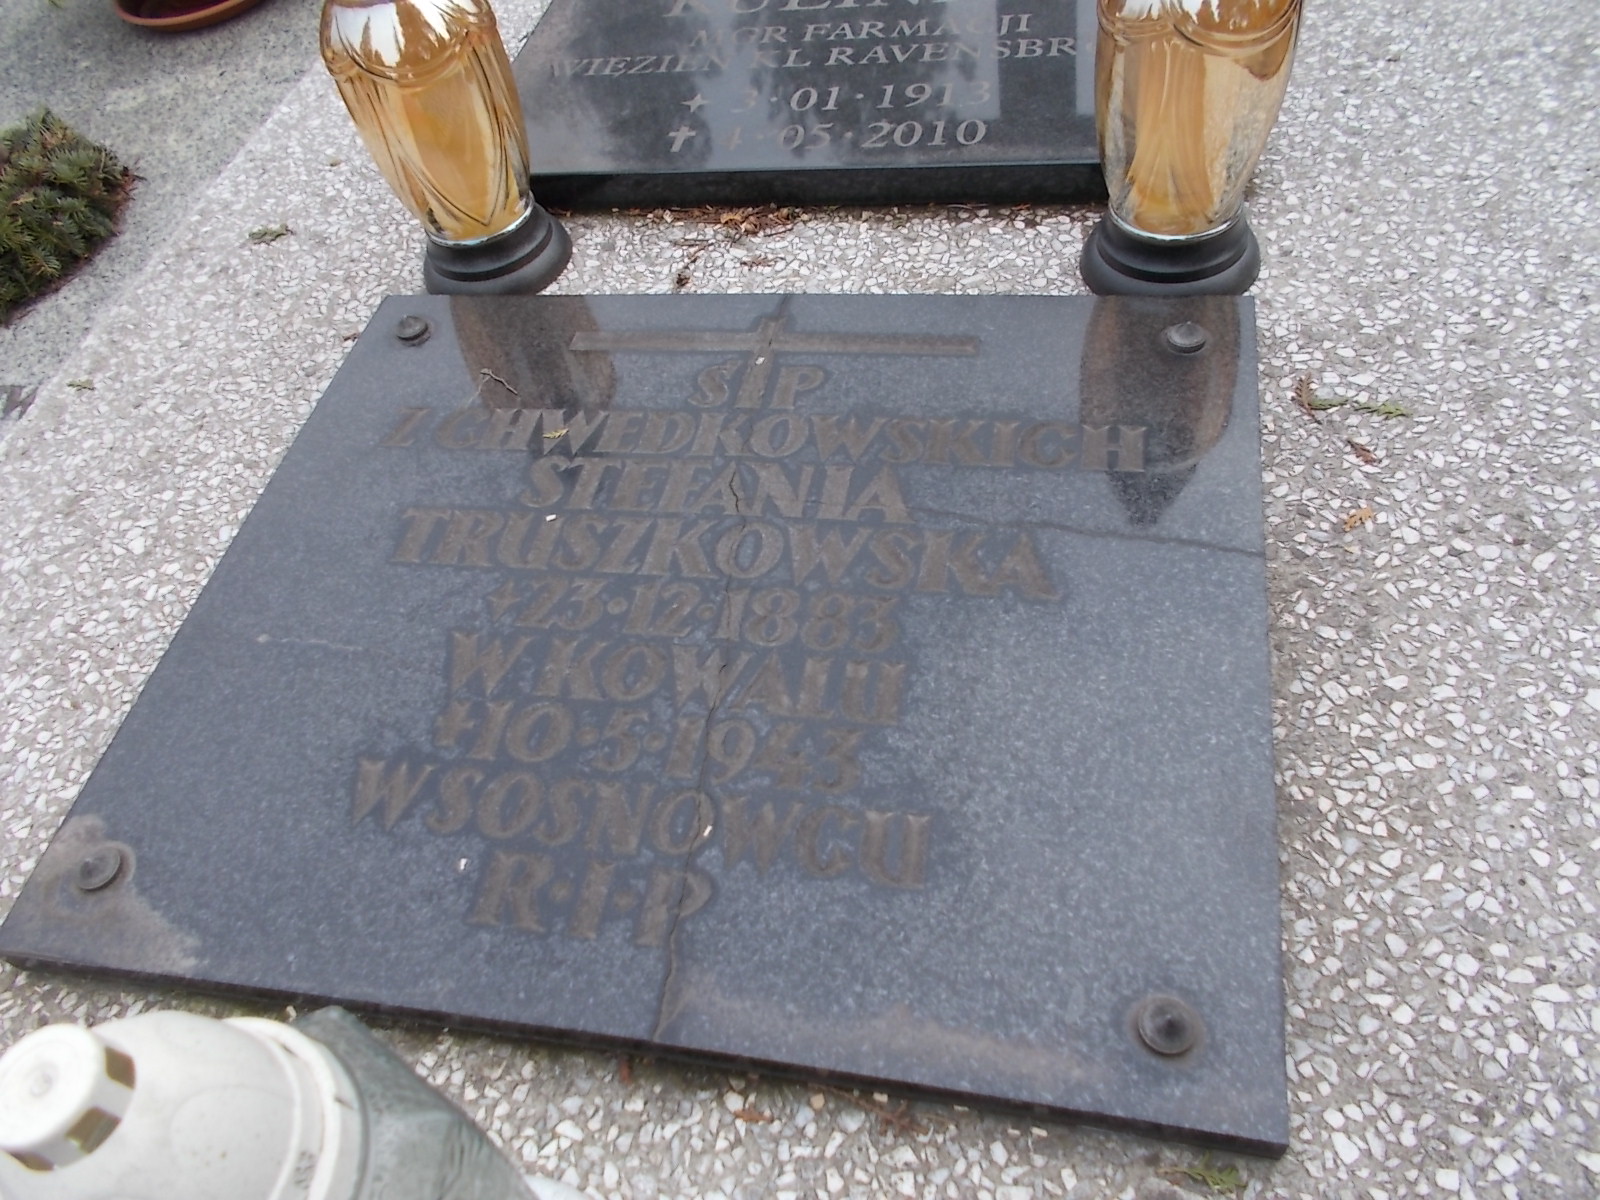 MGR FARMACJI
WIĘZIEŃ KL RAVENSBR
3·01·1913
✝ 4·05·2010
Ś✝P
Z CHWEDKOWSKICH
STEFANIA
TRUSZKOWSKA
23·12·1883
W KOWALU
✝10·5·1943
W SOSNOWCU
R·I·P